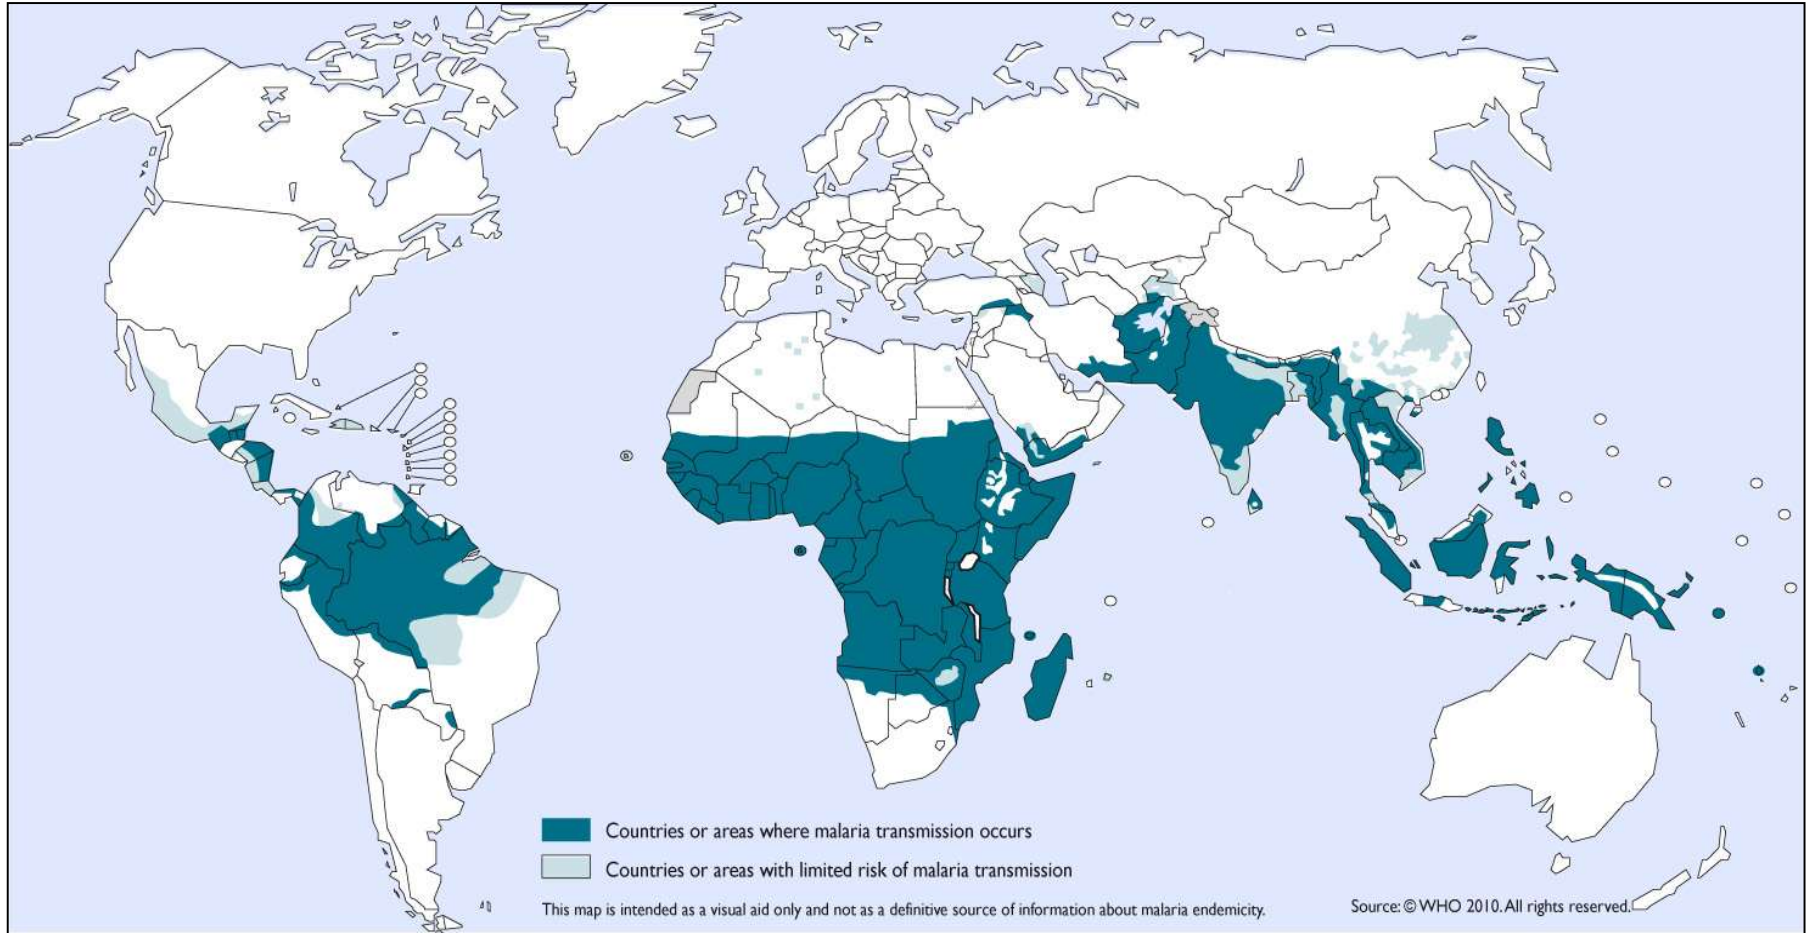 Countries or areas where malaria transmission occurs
Countries or areas with limited risk of malaria transmission
This map is intended as a visual aid only and not as a definitive source of information about malaria endemicity.
Source: © WHO 2010. All rights reserved.